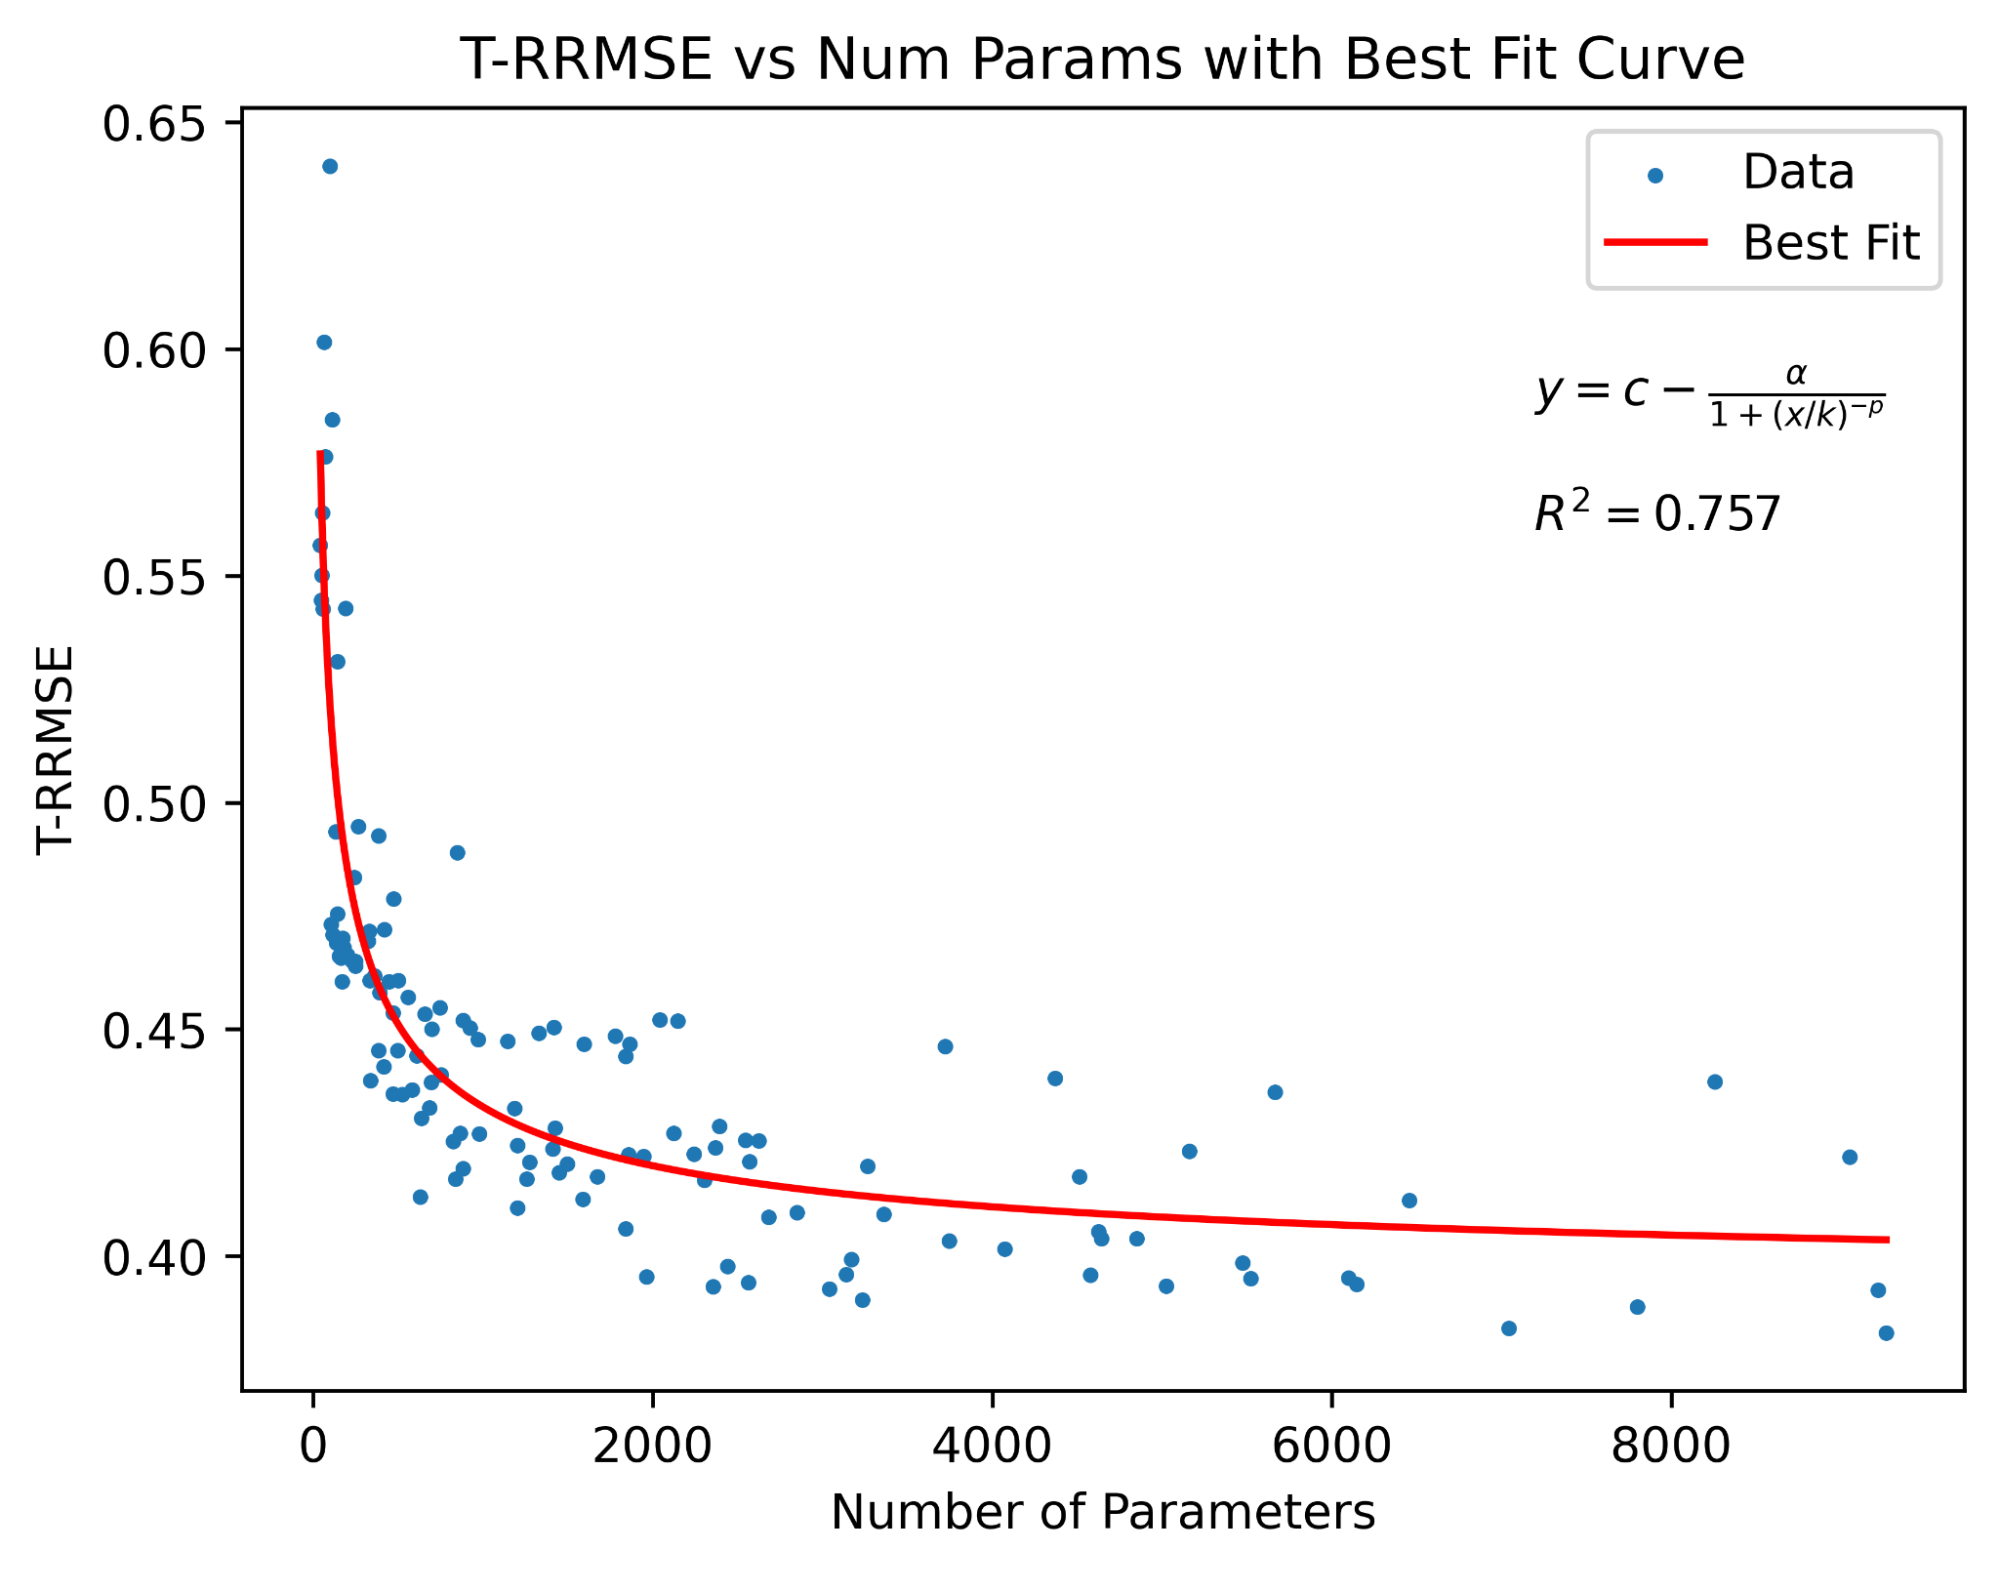 T-RRMSE vs Num Params with Best Fit Curve
0.65
0.60
0.55
0.50
0.45
0.40
T-RRMSE
Data
Best Fit
y = c − α / (1 + (x/k)^−p)
R² = 0.757
0 2000 4000 6000 8000
Number of Parameters